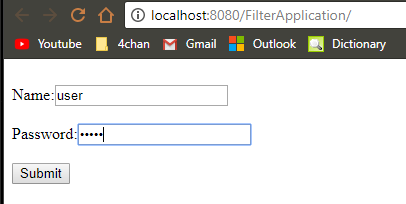 localhost:8080/FilterApplication/
Youtube 4chan Gmail Outlook Dictionary
Name: user
Password: •••••
Submit